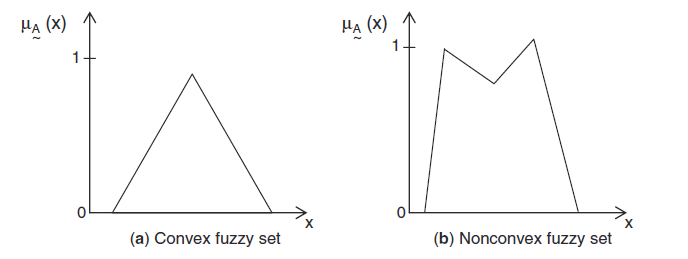 μA (x)
~
1
0
x
(a) Convex fuzzy set
μA (x)
~
1
0
x
(b) Nonconvex fuzzy set